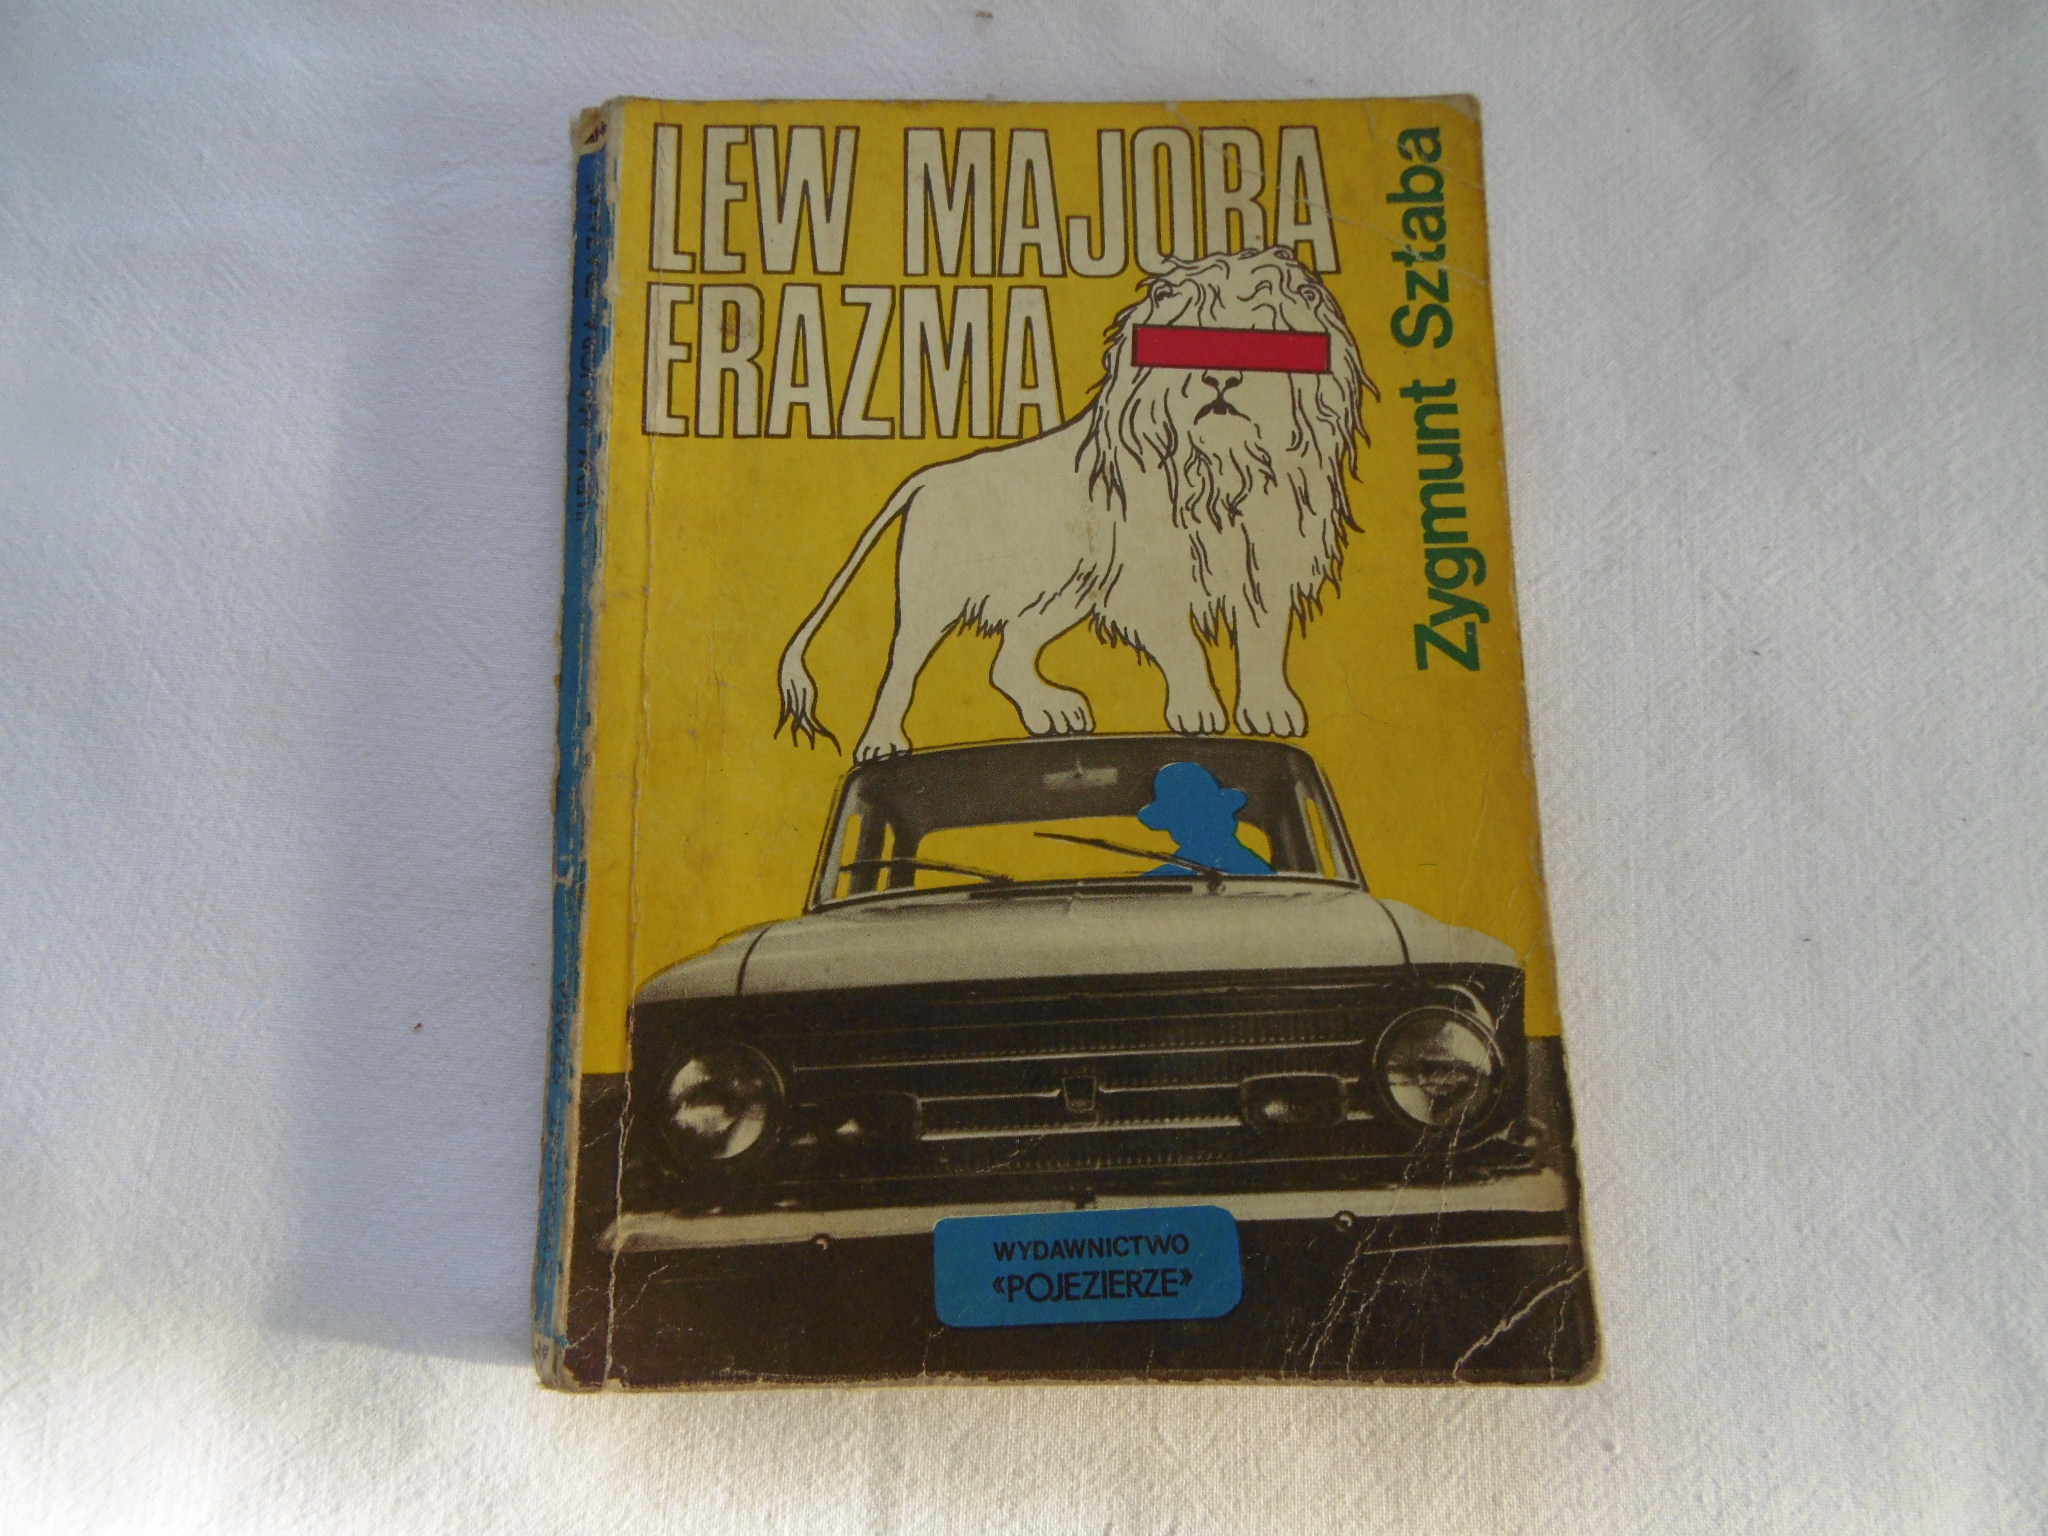 LEW MAJORA
ERAZMA
Zygmunt Sztaba
WYDAWNICTWO
«POJEZIERZE»